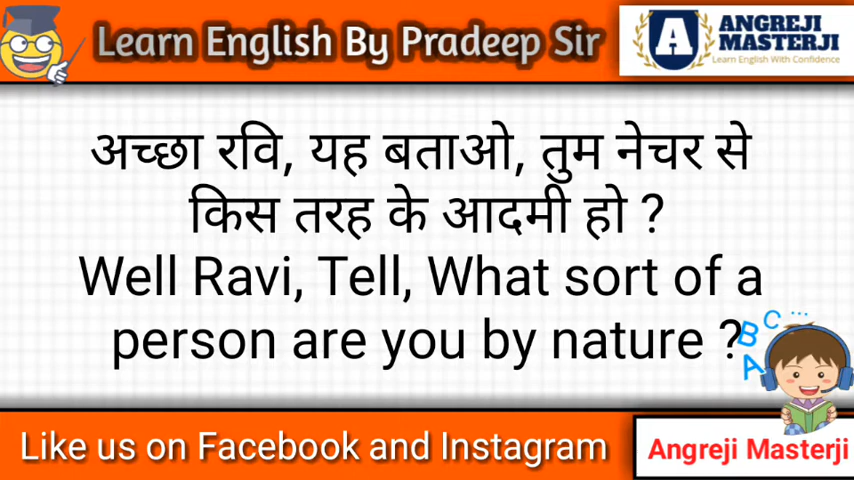 Learn English By Pradeep Sir
A
ANGREJI
MASTERJI
Learn English With Confidence
अच्छा रवि, यह बताओ, तुम नेचर से
किस तरह के आदमी हो ?
Well Ravi, Tell, What sort of a
person are you by nature ?
C ...
B
A
Like us on Facebook and Instagram
Angreji Masterji